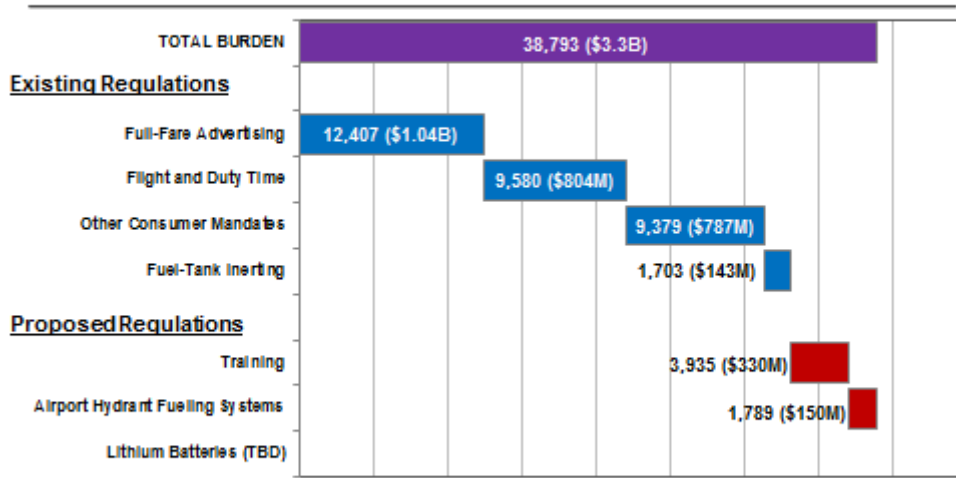 TOTAL BURDEN 38,793 ($3.3B)
Existing Regulations
Full-Fare Advertising 12,407 ($1.04B)
Flight and Duty Time 9,580 ($804M)
Other Consumer Mandates 9,379 ($787M)
Fuel-Tank Inerting 1,703 ($143M)
Proposed Regulations
Training 3,935 ($330M)
Airport Hydrant Fueling Systems 1,789 ($150M)
Lithium Batteries (TBD)